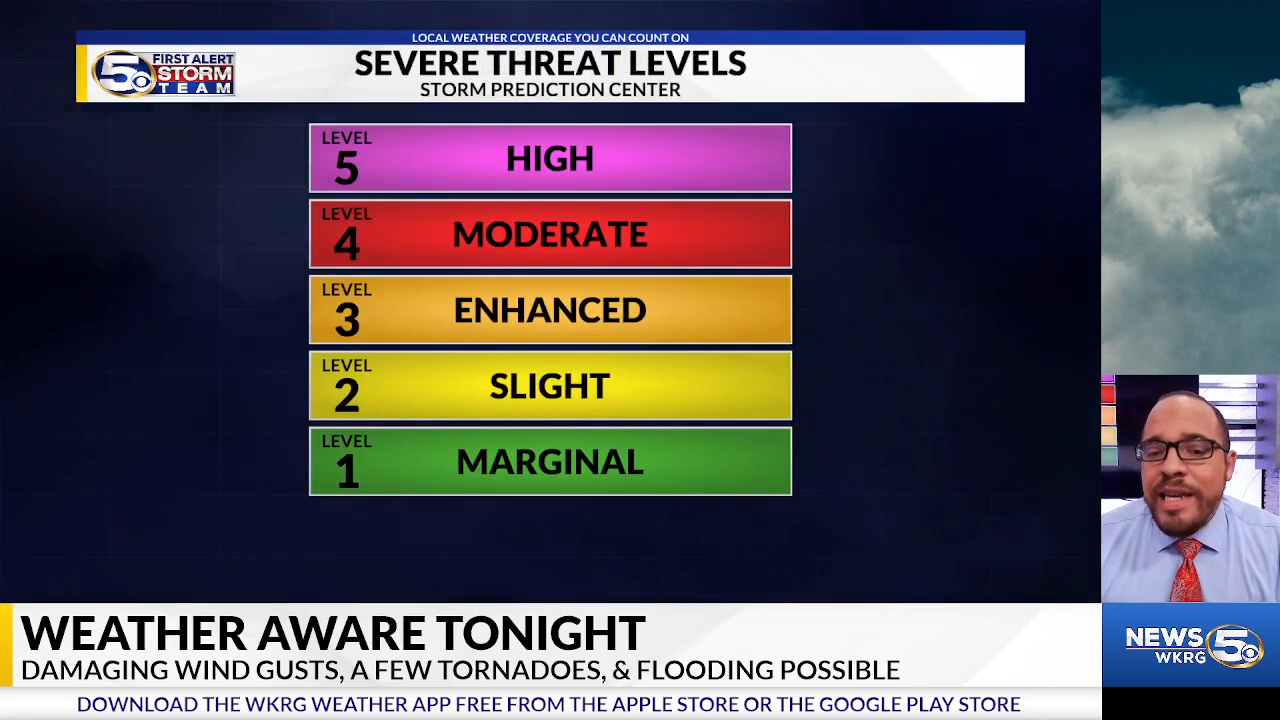 LOCAL WEATHER COVERAGE YOU CAN COUNT ON
5 FIRST ALERT
STORM
TEAM
SEVERE THREAT LEVELS
STORM PREDICTION CENTER
LEVEL
5
HIGH
LEVEL
4
MODERATE
LEVEL
3
ENHANCED
LEVEL
2
SLIGHT
LEVEL
1
MARGINAL
WEATHER AWARE TONIGHT
DAMAGING WIND GUSTS, A FEW TORNADOES, & FLOODING POSSIBLE
NEWS 5
WKRG
DOWNLOAD THE WKRG WEATHER APP FREE FROM THE APPLE STORE OR THE GOOGLE PLAY STORE